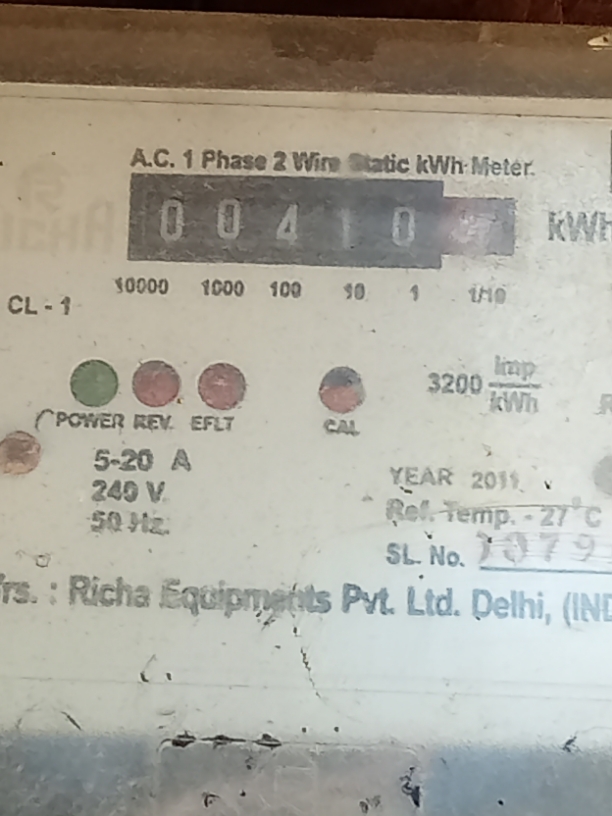 A.C. 1 Phase 2 Wire Static kWh Meter.
0 0 4 1 0
kWh
10000 1000 100 10 1 1/10
CL - 1
3200 Imp/kWh
POWER REV. EFLT CAL
5-20 A
240 V
50 Hz.
YEAR 2011
Ref. Temp. - 27°C
SL. No.
Richa Equipments Pvt. Ltd. Delhi,